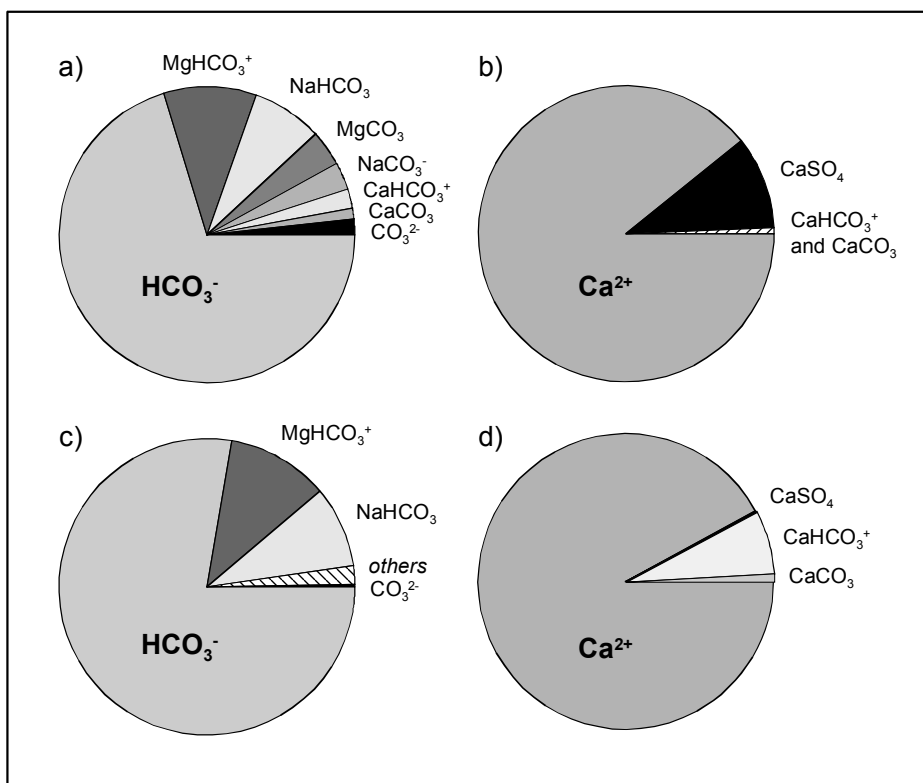 a)
MgHCO₃⁺
NaHCO₃
MgCO₃
NaCO₃⁻
CaHCO₃⁺
CaCO₃
CO₃²⁻
HCO₃⁻
b)
CaSO₄
CaHCO₃⁺
and CaCO₃
Ca²⁺
c)
MgHCO₃⁺
NaHCO₃
others
CO₃²⁻
HCO₃⁻
d)
CaSO₄
CaHCO₃⁺
CaCO₃
Ca²⁺